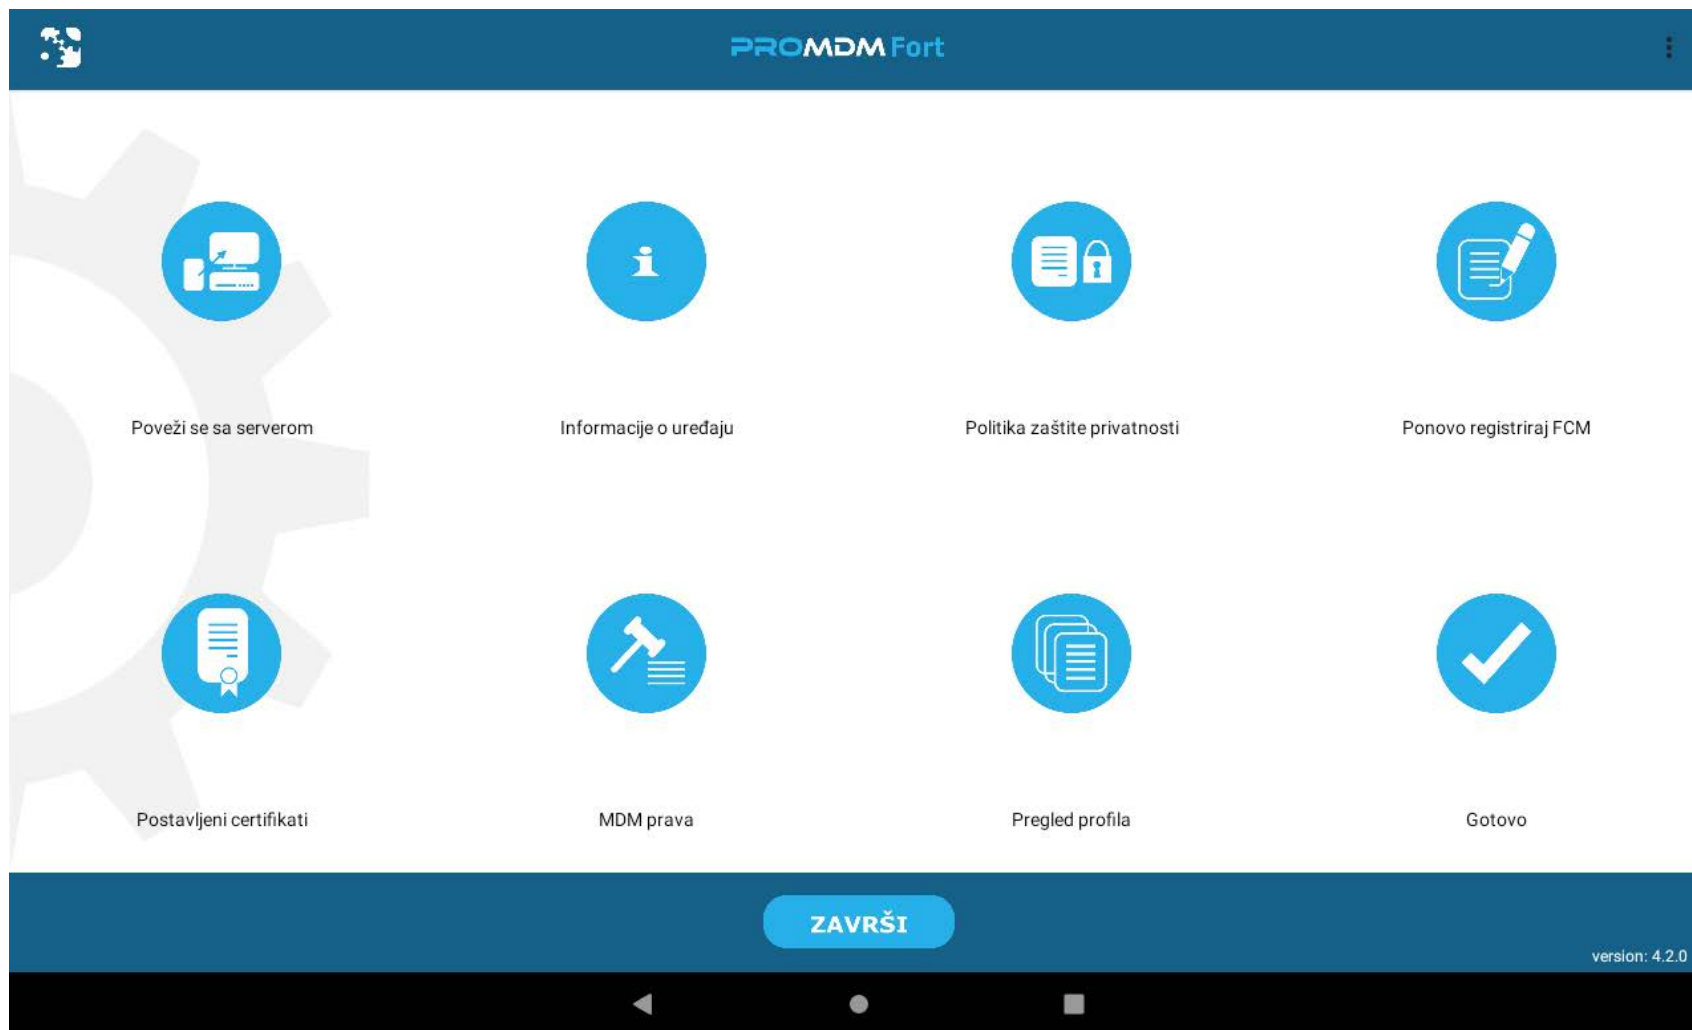 PROMDM Fort
Poveži se sa serverom
Informacije o uređaju
Politika zaštite privatnosti
Ponovo registriraj FCM
Postavljeni certifikati
MDM prava
Pregled profila
Gotovo
ZAVRŠI
version: 4.2.0